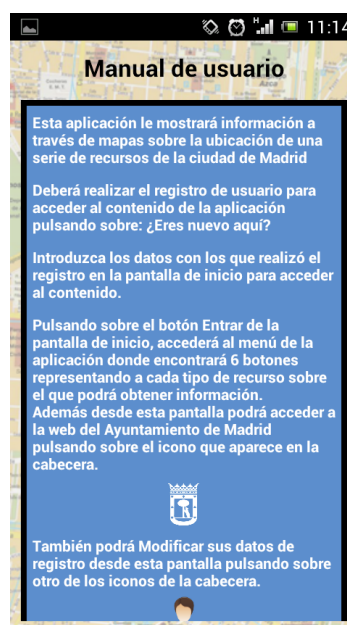 11:14
Manual de usuario
Esta aplicación le mostrará información a
través de mapas sobre la ubicación de una
serie de recursos de la ciudad de Madrid
Deberá realizar el registro de usuario para
acceder al contenido de la aplicación
pulsando sobre: ¿Eres nuevo aquí?
Introduzca los datos con los que realizó el
registro en la pantalla de inicio para acceder
al contenido.
Pulsando sobre el botón Entrar de la
pantalla de inicio, accederá al menú de la
aplicación donde encontrará 6 botones
representando a cada tipo de recurso sobre
el que podrá obtener información.
Además desde esta pantalla podrá acceder a
la web del Ayuntamiento de Madrid
pulsando sobre el icono que aparece en la
cabecera.
También podrá Modificar sus datos de
registro desde esta pantalla pulsando sobre
otro de los iconos de la cabecera.